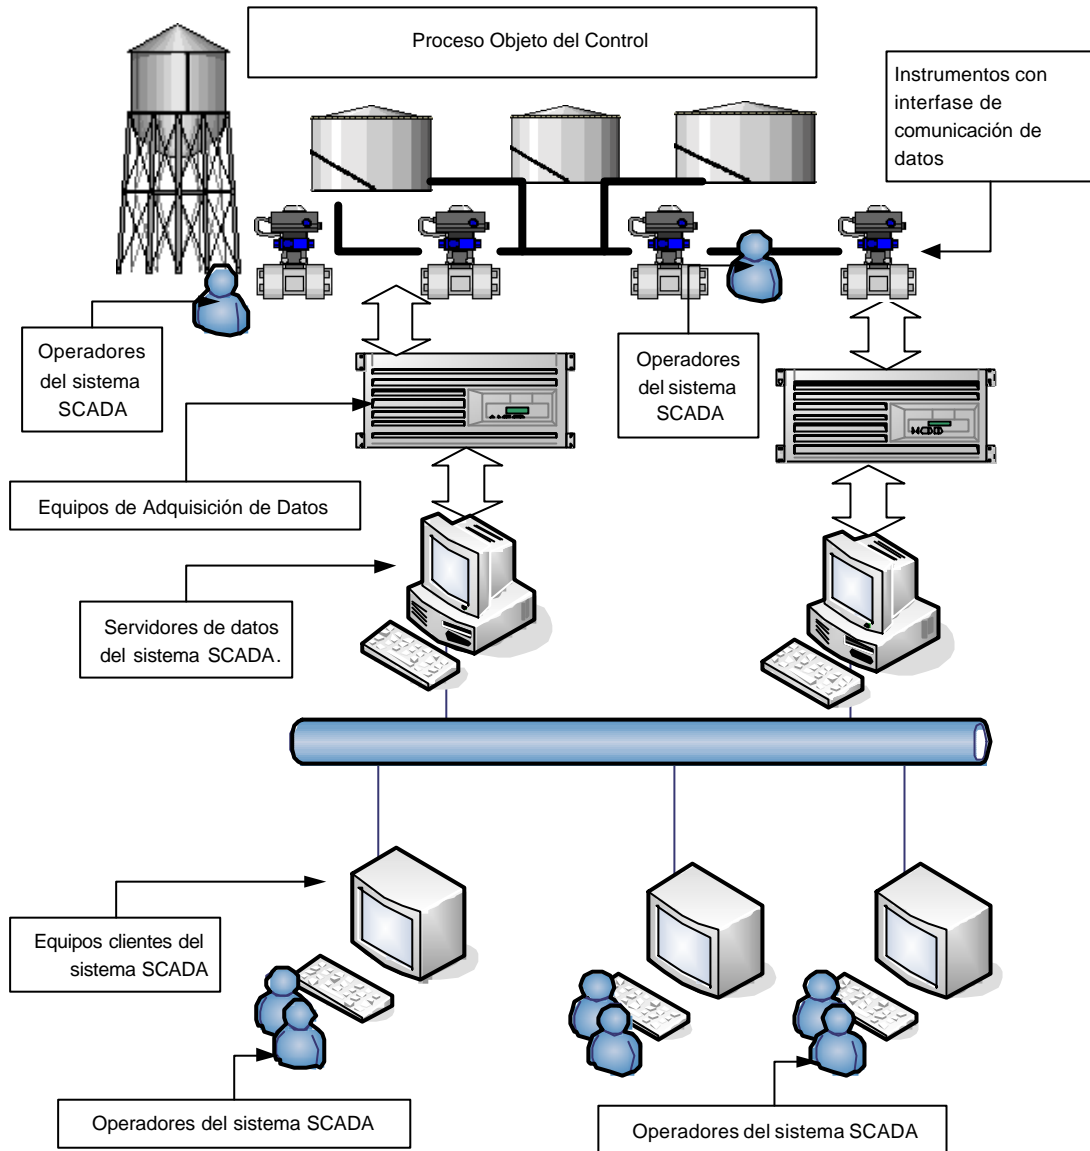 Proceso Objeto del Control
Instrumentos con
interfase de
comunicación de
datos
Operadores
del sistema
SCADA
Operadores
del sistema
SCADA
Equipos de Adquisición de Datos
Servidores de datos
del sistema SCADA.
Equipos clientes del
sistema SCADA
Operadores del sistema SCADA
Operadores del sistema SCADA